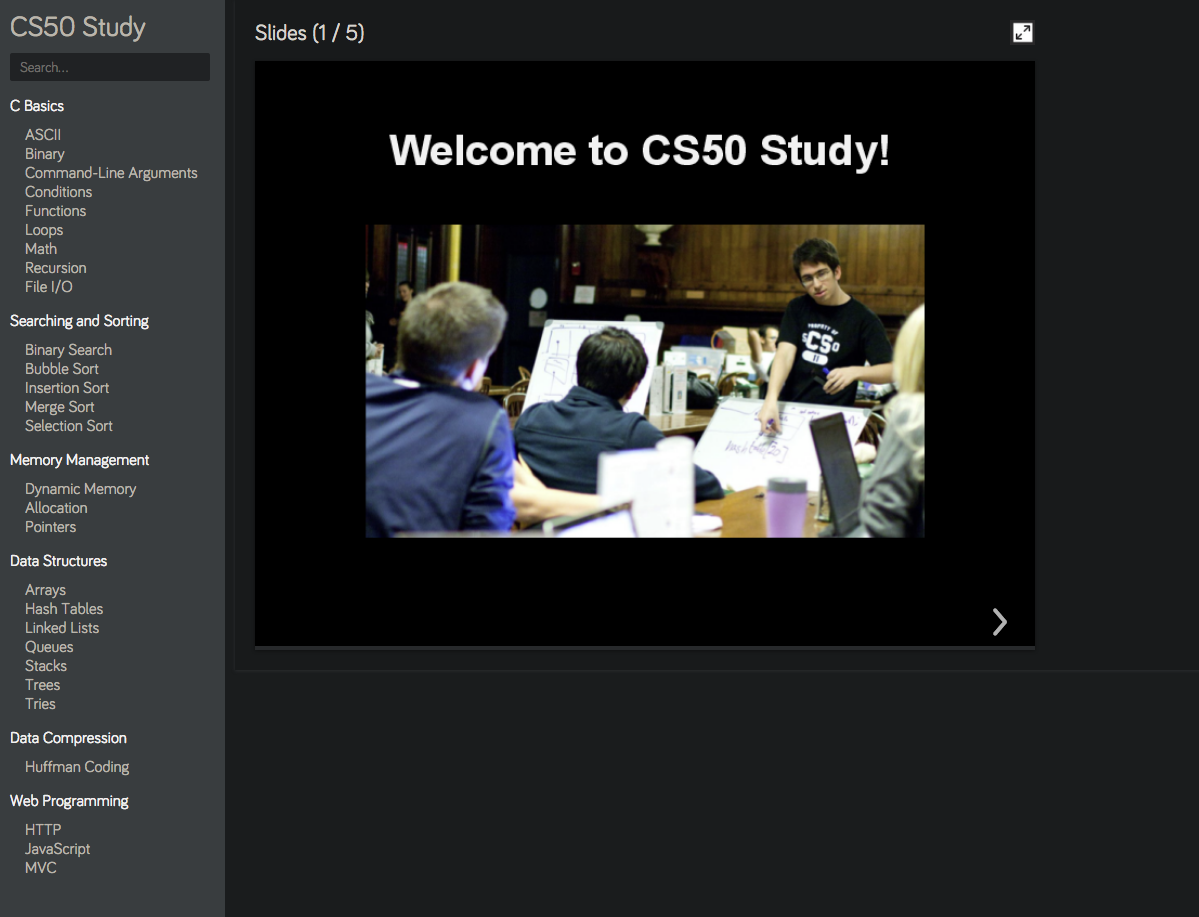 CS50 Study
Search...
C Basics
ASCII
Binary
Command-Line Arguments
Conditions
Functions
Loops
Math
Recursion
File I/O
Searching and Sorting
Binary Search
Bubble Sort
Insertion Sort
Merge Sort
Selection Sort
Memory Management
Dynamic Memory
Allocation
Pointers
Data Structures
Arrays
Hash Tables
Linked Lists
Queues
Stacks
Trees
Tries
Data Compression
Huffman Coding
Web Programming
HTTP
JavaScript
MVC
Slides (1 / 5)
Welcome to CS50 Study!
PROPERTY OF
CS50
II